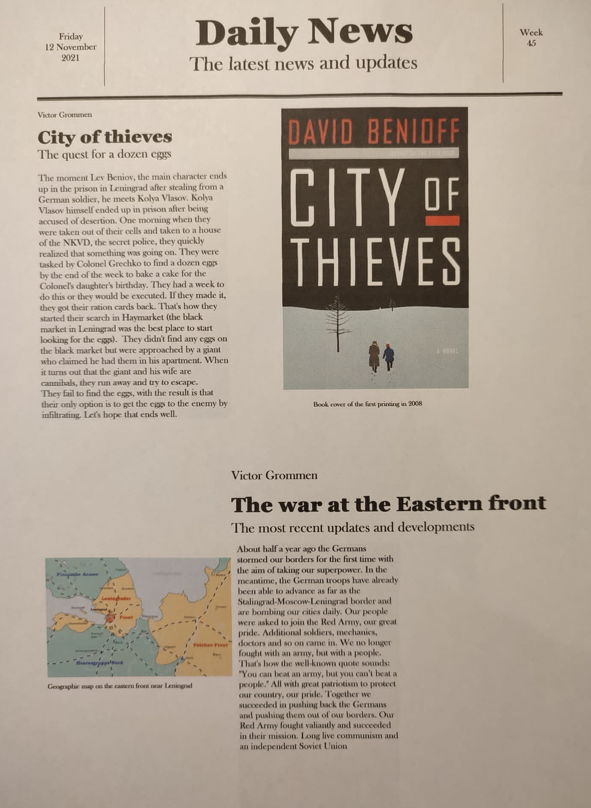 Friday
12 November
2021
Daily News
The latest news and updates
Week
45
Victor Grommen
City of thieves
The quest for a dozen eggs
The moment Lev Beniov, the main character ends
up in the prison in Leningrad after stealing from a
German soldier, he meets Kolya Vlasov. Kolya
Vlasov himself ended up in prison after being
accused of desertion. One morning when they
were taken out of their cells and taken to a house
of the NKVD, the secret police, they quickly
realized that something was going on. They were
tasked by Colonel Grechko to find a dozen eggs
by the end of the week to bake a cake for the
Colonel's daughter's birthday. They had a week to
do this or they would be executed. If they made it,
they got their ration cards back. That's how they
started their search in Haymarket (the black
market in Leningrad was the best place to start
looking for the eggs). They didn't find any eggs on
the black market but were approached by a giant
who claimed he had them in his apartment. When
it turns out that the giant and his wife are
cannibals, they run away and try to escape.
They fail to find the eggs, with the result is that
their only option is to get the eggs to the enemy by
infiltrating. Let's hope that ends well.
DAVID BENIOFF
CITY OF
THIEVES
A NOVEL
Book cover of the first printing in 2008
Victor Grommen
The war at the Eastern front
The most recent updates and developments
About half a year ago the Germans
stormed our borders for the first time with
the aim of taking our superpower. In the
meantime, the German troops have already
been able to advance as far as the
Stalingrad-Moscow-Leningrad border and
are bombing our cities daily. Our people
were asked to join the Red Army, our great
pride. Additional soldiers, mechanics,
doctors and so on came in. We no longer
fought with an army, but with a people.
That's how the well-known quote sounds:
"You can beat an army, but you can't beat a
people." All with great patriotism to protect
our country, our pride. Together we
succeeded in pushing back the Germans
and pushing them out of our borders. Our
Red Army fought valiantly and succeeded
in their mission. Long live communism and
an independent Soviet Union
Leningrader
Front
Geographic map on the eastern front near Leningrad